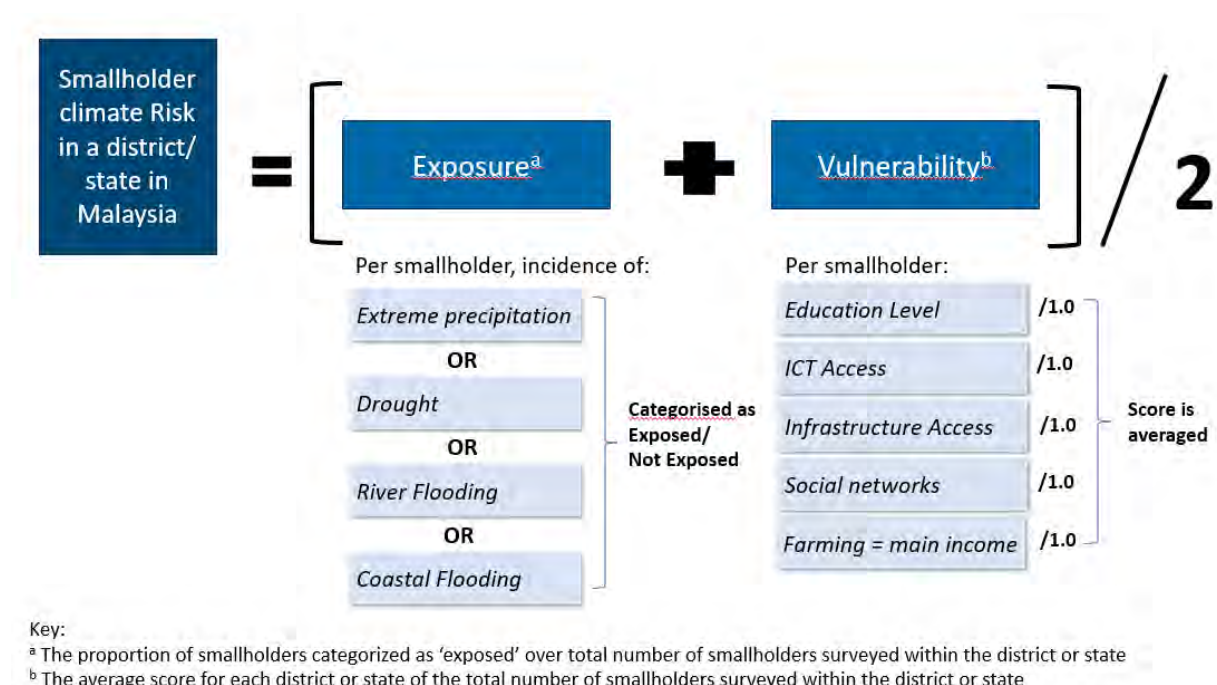 Smallholder
climate Risk
in a district/
state in
Malaysia
=
Exposureᵃ
+
Vulnerabilityᵇ
/ 2
Per smallholder, incidence of:
Extreme precipitation
OR
Drought
OR
River Flooding
OR
Coastal Flooding
Categorised as
Exposed/
Not Exposed
Per smallholder:
Education Level /1.0
ICT Access /1.0
Infrastructure Access /1.0
Social networks /1.0
Farming = main income /1.0
Score is
averaged
Key:
ᵃ The proportion of smallholders categorized as ‘exposed’ over total number of smallholders surveyed within the district or state
ᵇ The average score for each district or state of the total number of smallholders surveyed within the district or state